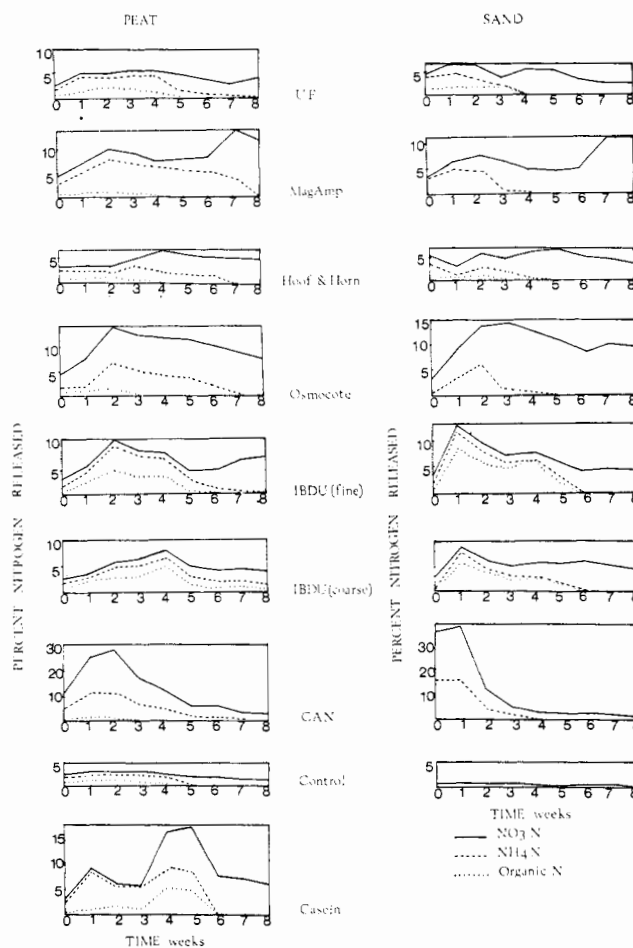 PEAT
SAND
10
5
0 1 2 3 4 5 6 7 8
UF
5
0 1 2 3 4 5 6 7 8
10
5
0 1 2 3 4 5 6 7 8
MagAmp
10
5
0 1 2 3 4 5 6 7 8
5
0 1 2 3 4 5 6 7 8
Hoof & Horn
5
0 1 2 3 4 5 6 7 8
10
5
0 1 2 3 4 5 6 7 8
Osmocote
15
10
5
0 1 2 3 4 5 6 7 8
PERCENT NITROGEN RELEASED
PERCENT NITROGEN RELEASED
10
5
0 1 2 3 4 5 6 7 8
IBDU (fine)
10
5
0 1 2 3 4 5 6 7 8
5
0 1 2 3 4 5 6 7 8
IBDU(coarse)
5
0 1 2 3 4 5 6 7 8
30
20
10
0 1 2 3 4 5 6 7 8
CAN
30
20
10
0 1 2 3 4 5 6 7 8
5
0 1 2 3 4 5 6 7 8
Control
5
0 1 2 3 4 5 6 7 8
15
10
5
0 1 2 3 4 5 6 7 8
Casein
TIME weeks
TIME weeks
NO3 N
NH4 N
Organic N